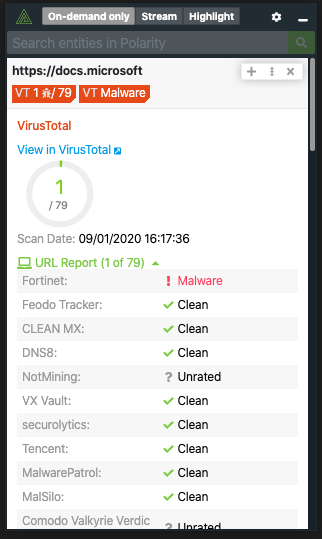 On-demand only Stream Highlight
Search entities in Polarity
https://docs.microsoft
VT 1 / 79 VT Malware
VirusTotal
View in VirusTotal
1
/ 79
Scan Date: 09/01/2020 16:17:36
URL Report (1 of 79)
Fortinet: Malware
Feodo Tracker: Clean
CLEAN MX: Clean
DNS8: Clean
NotMining: ? Unrated
VX Vault: Clean
securolytics: Clean
Tencent: Clean
MalwarePatrol: Clean
MalSilo: Clean
Comodo Valkyrie Verdic ? Unrated